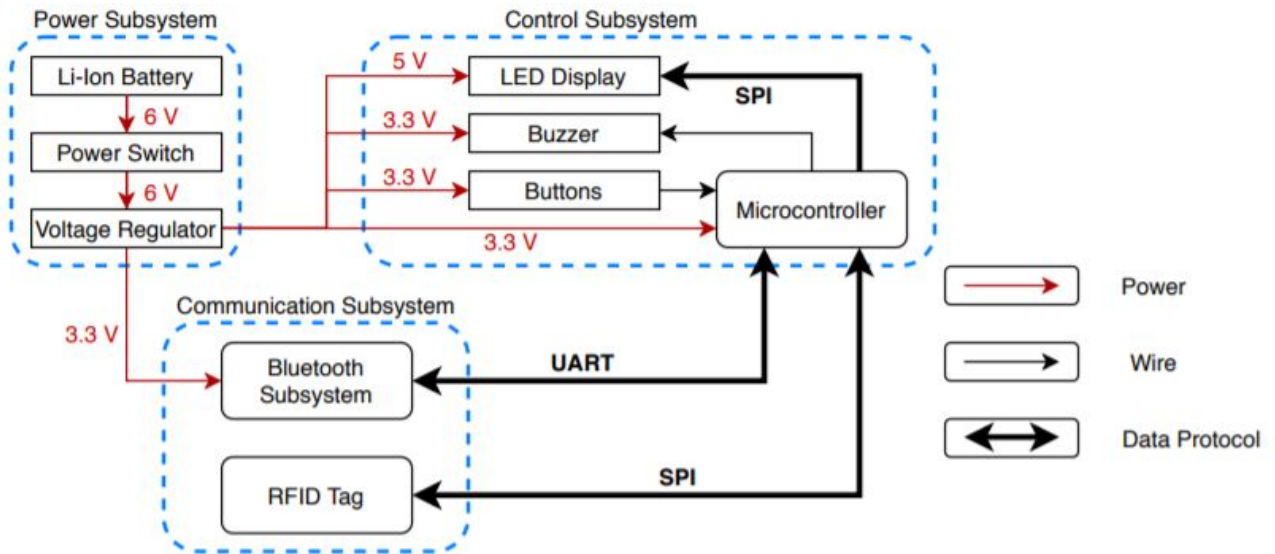 Power Subsystem
Control Subsystem
Li-Ion Battery
5 V
LED Display
6 V
SPI
3.3 V
Buzzer
Power Switch
3.3 V
Buttons
6 V
Microcontroller
Voltage Regulator
3.3 V
Power
Communication Subsystem
3.3 V
Bluetooth
Subsystem
UART
Wire
Data Protocol
SPI
RFID Tag